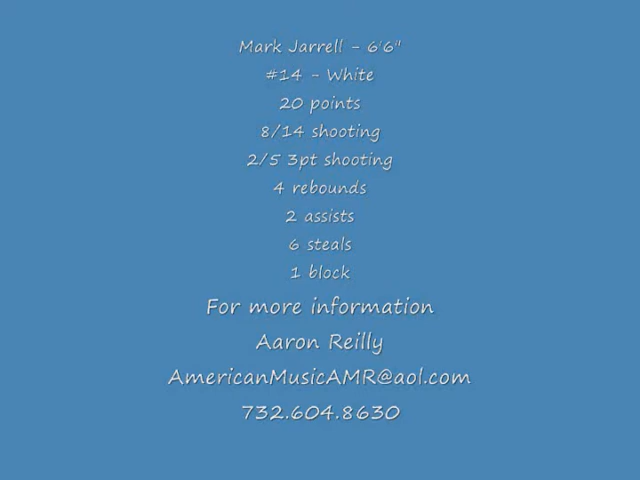 Mark Jarrell - 6'6"
#14 - White
20 points
8/14 shooting
2/5 3pt shooting
4 rebounds
2 assists
6 steals
1 block
For more information
Aaron Reilly
AmericanMusicAMR@aol.com
732.604.8630